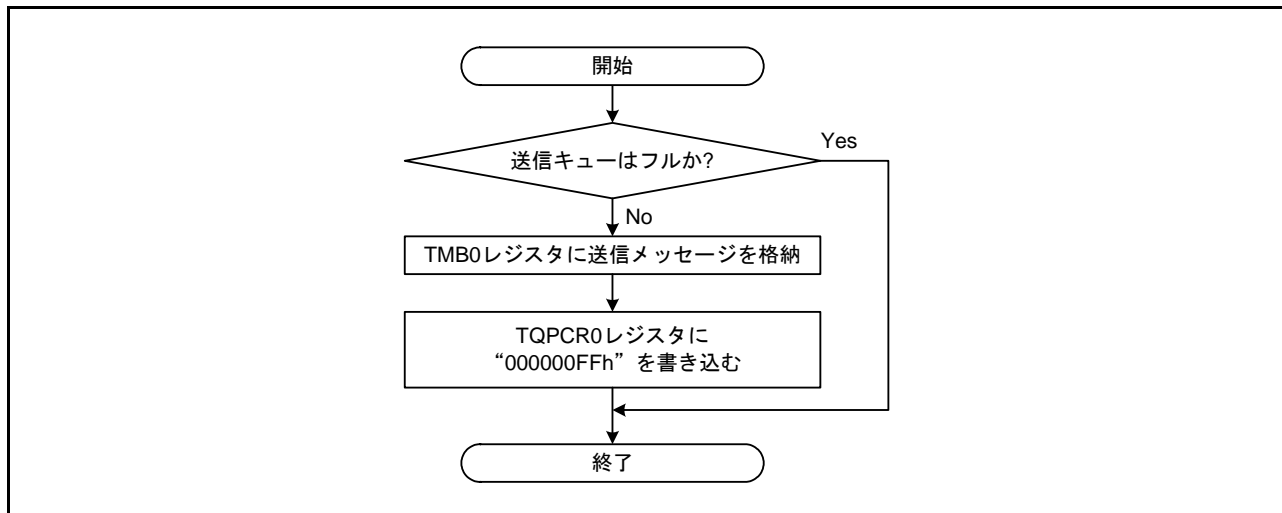 開始
送信キューはフルか?
Yes
No
TMB0レジスタに送信メッセージを格納
TQPCR0レジスタに
“000000FFh”を書き込む
終了